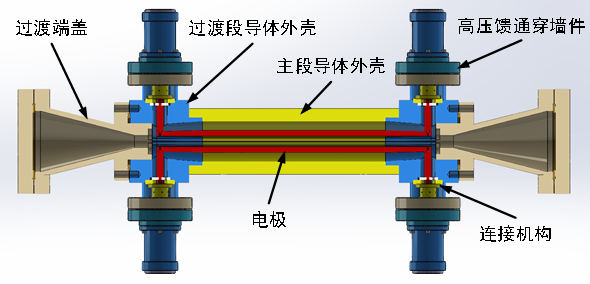 过渡端盖
过渡段导体外壳
高压馈通穿墙件
主段导体外壳
电极
连接机构